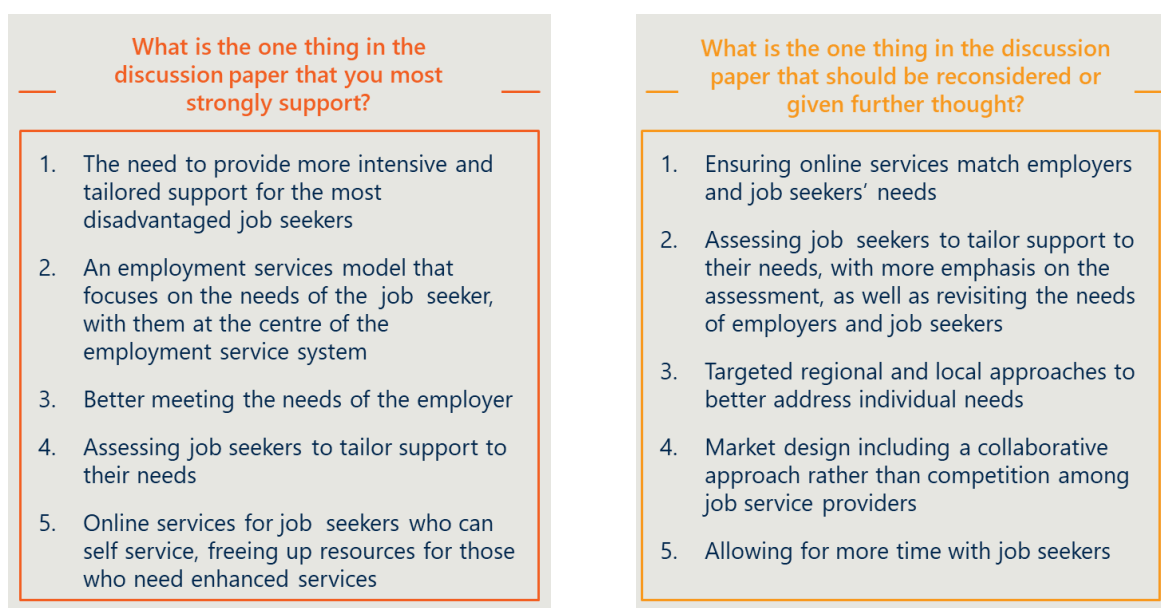 What is the one thing in the
discussion paper that you most
strongly support?
1. The need to provide more intensive and
tailored support for the most
disadvantaged job seekers
2. An employment services model that
focuses on the needs of the job seeker,
with them at the centre of the
employment service system
3. Better meeting the needs of the employer
4. Assessing job seekers to tailor support to
their needs
5. Online services for job seekers who can
self service, freeing up resources for those
who need enhanced services
What is the one thing in the discussion
paper that should be reconsidered or
given further thought?
1. Ensuring online services match employers
and job seekers’ needs
2. Assessing job seekers to tailor support to
their needs, with more emphasis on the
assessment, as well as revisiting the needs
of employers and job seekers
3. Targeted regional and local approaches to
better address individual needs
4. Market design including a collaborative
approach rather than competition among
job service providers
5. Allowing for more time with job seekers